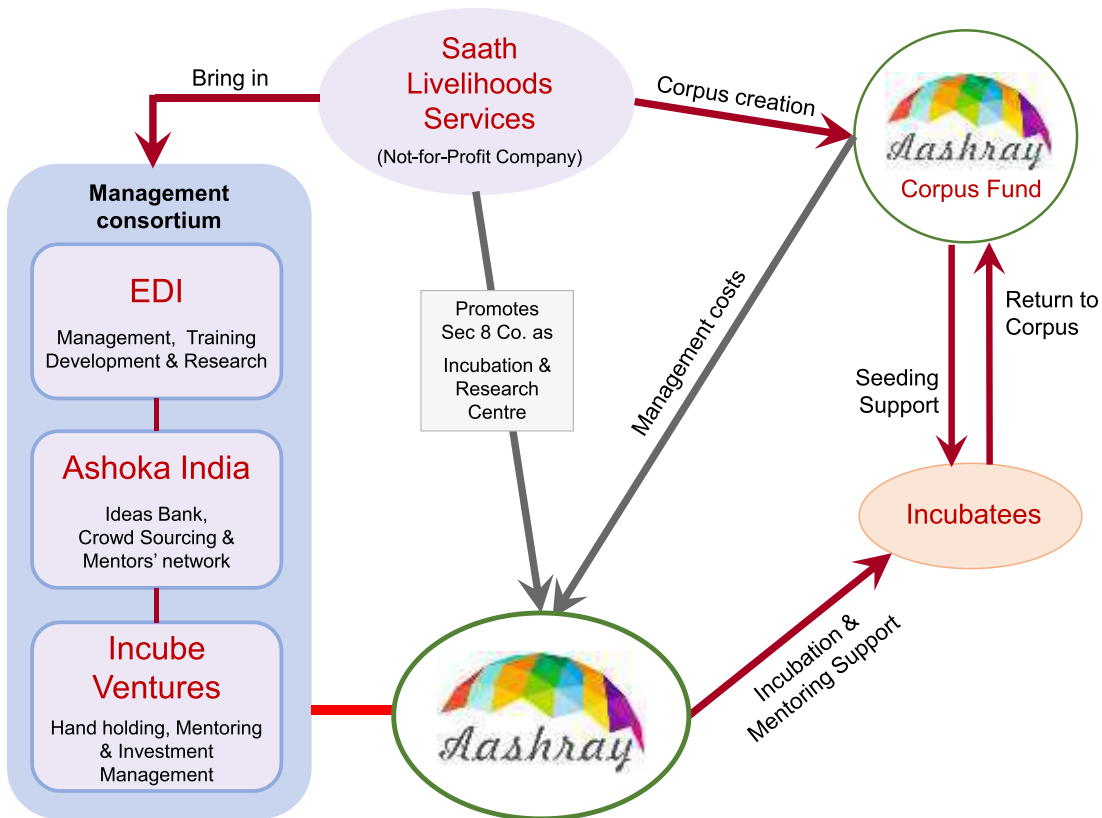 Saath
Livelihoods
Services
(Not-for-Profit Company)
Bring in
Corpus creation
Aashray
Corpus Fund
Management
consortium
EDI
Management, Training
Development & Research
Ashoka India
Ideas Bank,
Crowd Sourcing &
Mentors' network
Incube
Ventures
Hand holding, Mentoring
& Investment
Management
Promotes
Sec 8 Co. as
Incubation &
Research
Centre
Management costs
Seeding
Support
Return to
Corpus
Incubatees
Incubation &
Mentoring Support
Aashray